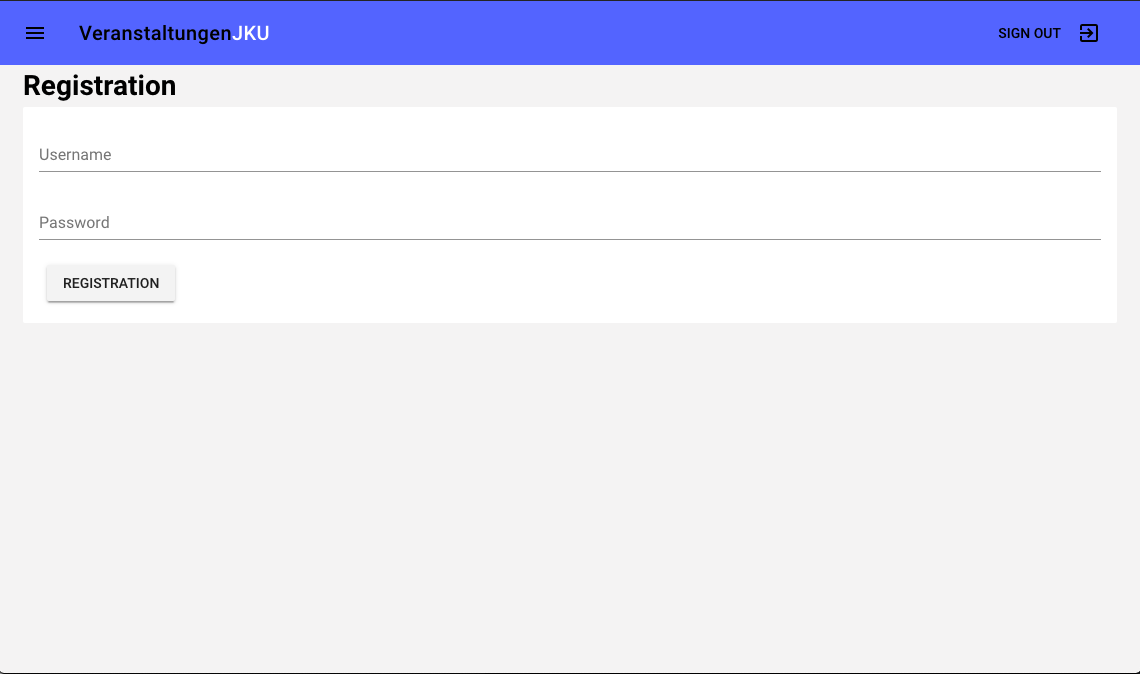 VeranstaltungenJKU SIGN OUT
Registration
Username
Password
REGISTRATION